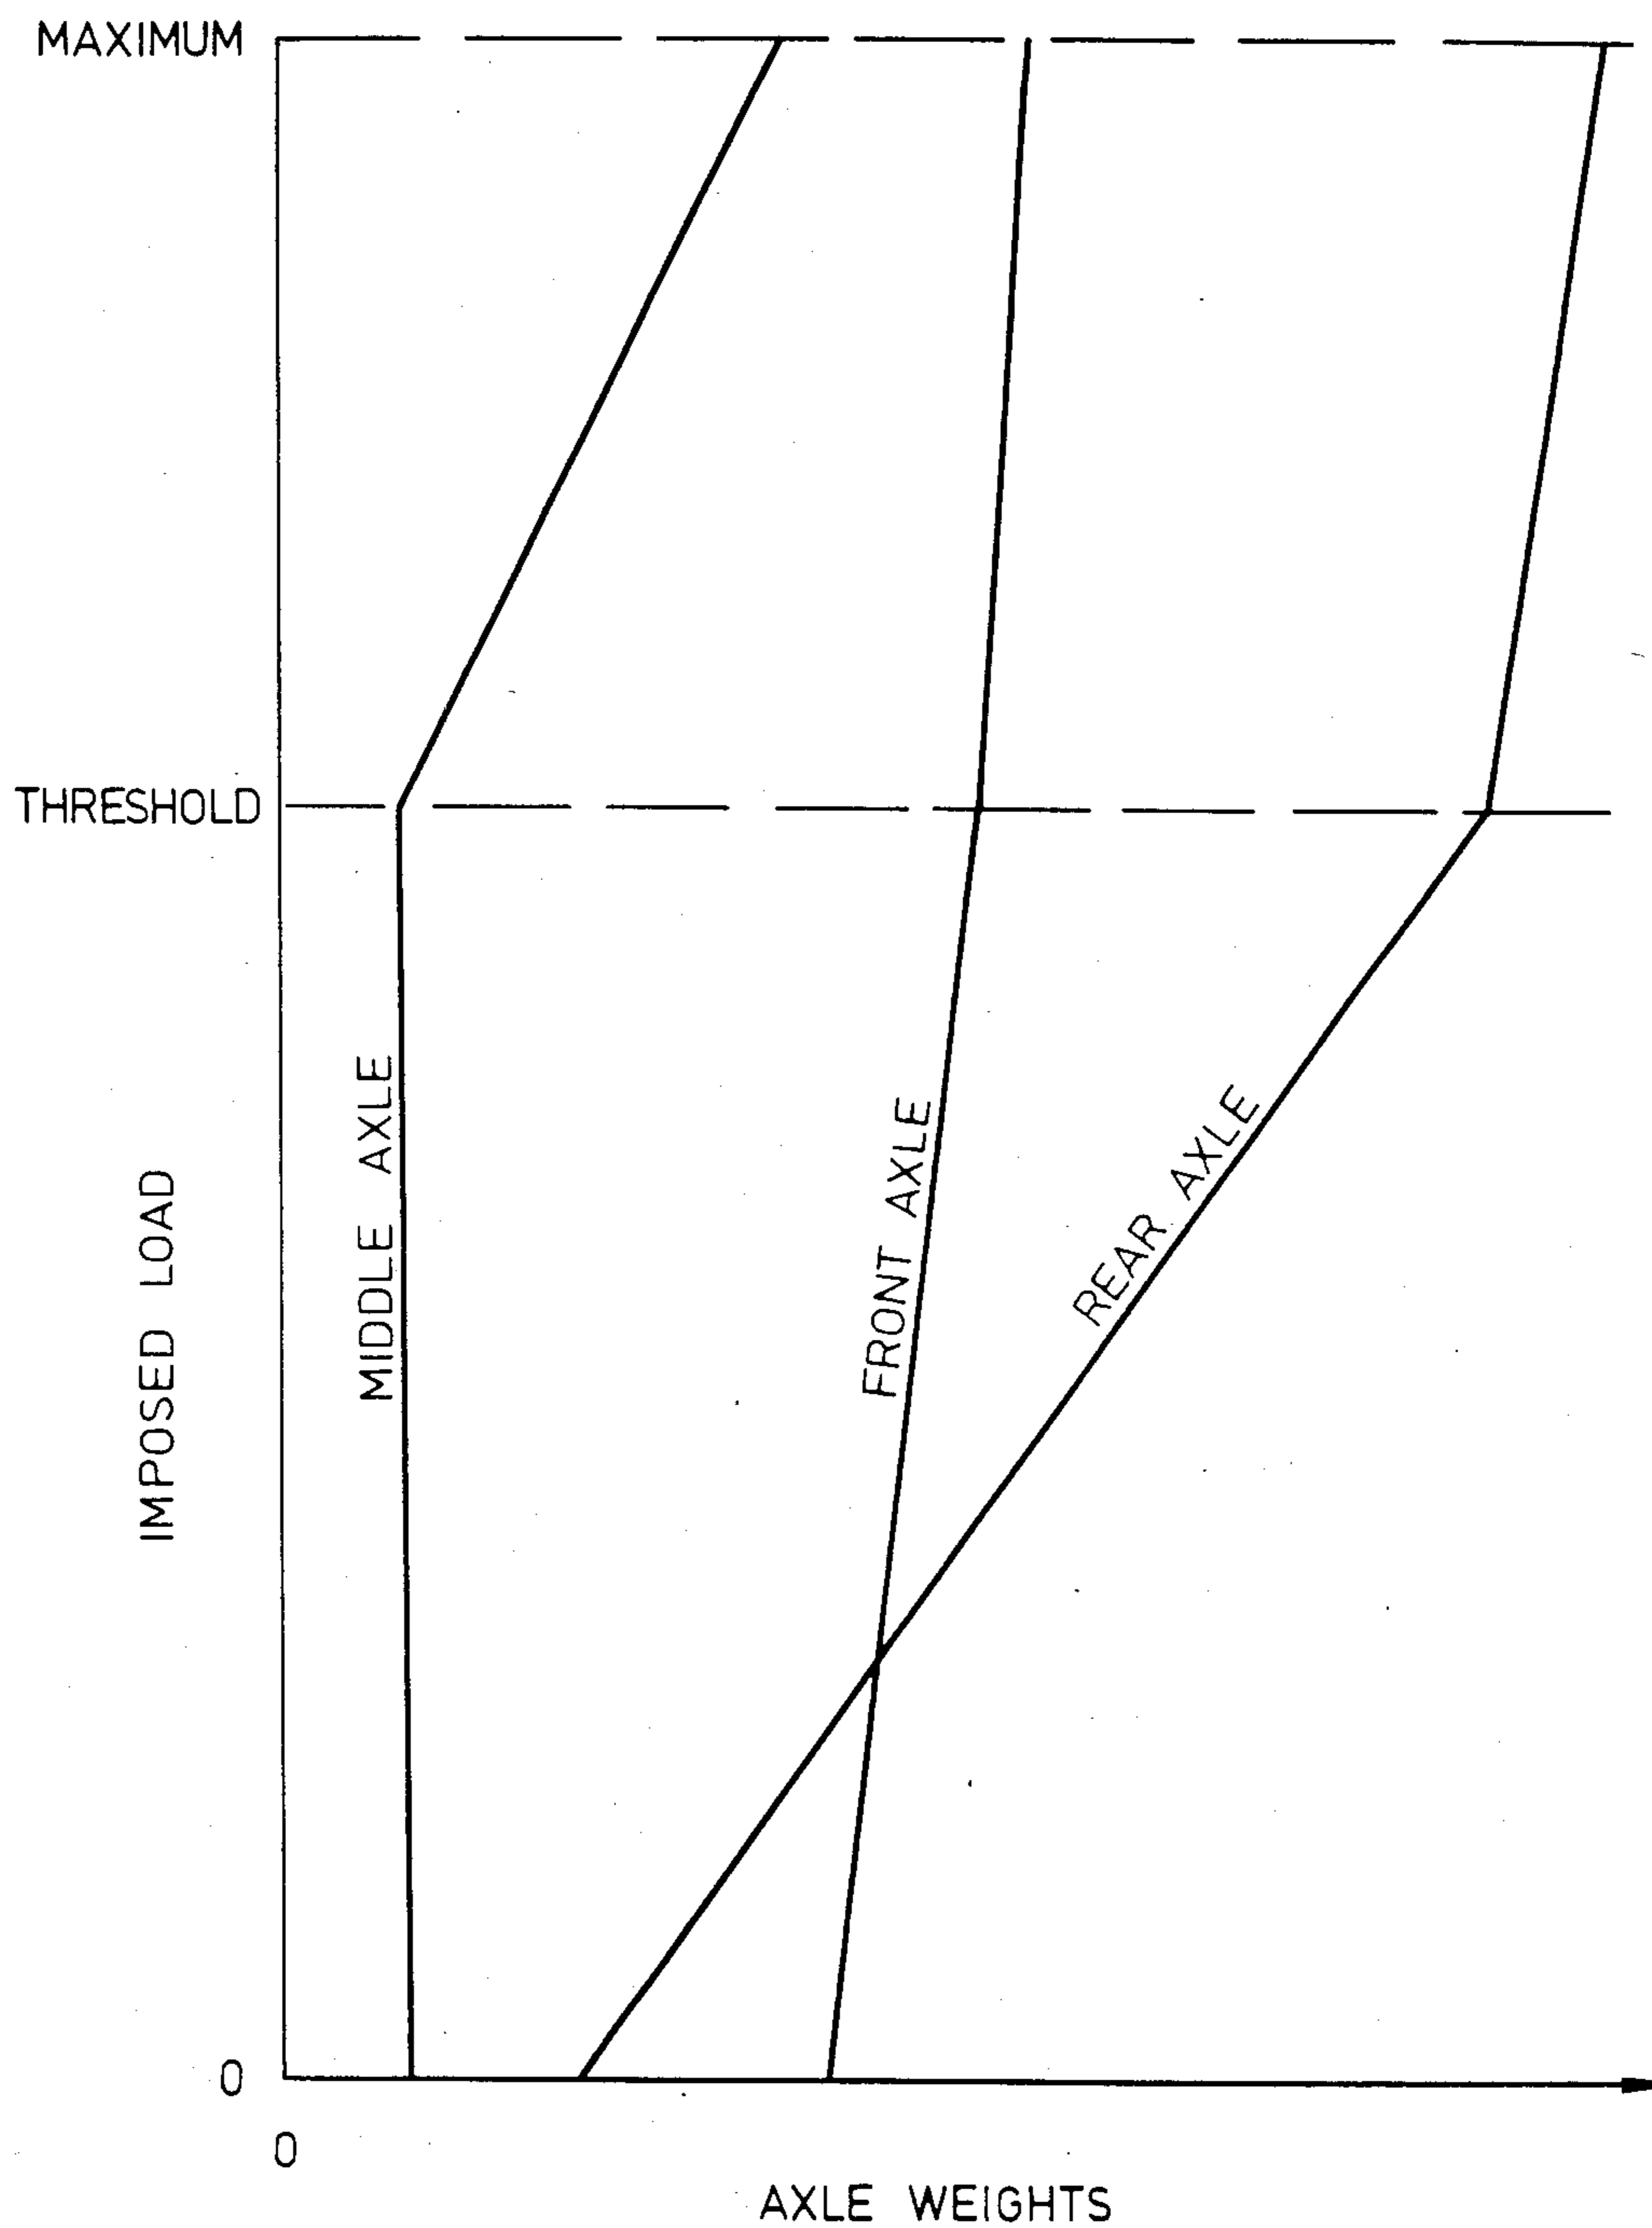 MAXIMUM
THRESHOLD
IMPOSED LOAD
MIDDLE AXLE
FRONT AXLE
REAR AXLE
0
0
AXLE WEIGHTS